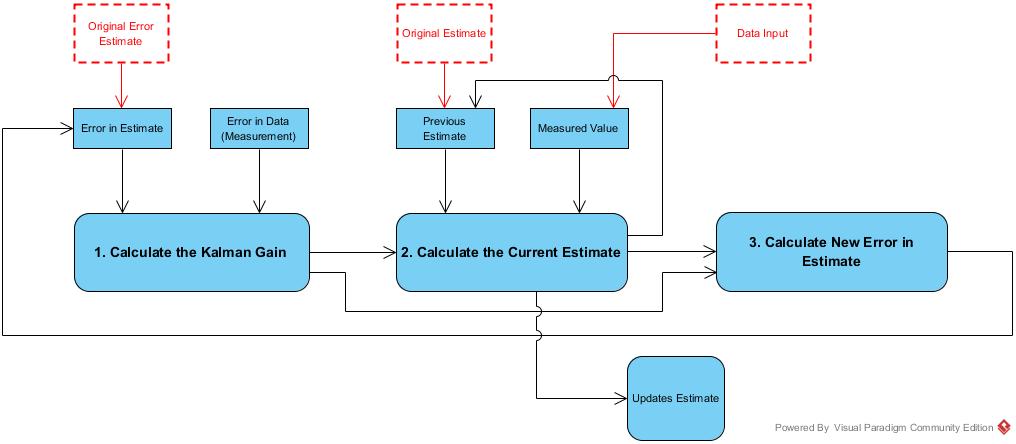 Original Error
Estimate
Original Estimate
Data Input
Error in Estimate
Error in Data
(Measurement)
Previous
Estimate
Measured Value
1. Calculate the Kalman Gain
2. Calculate the Current Estimate
3. Calculate New Error in
Estimate
Updates Estimate
Powered By Visual Paradigm Community Edition